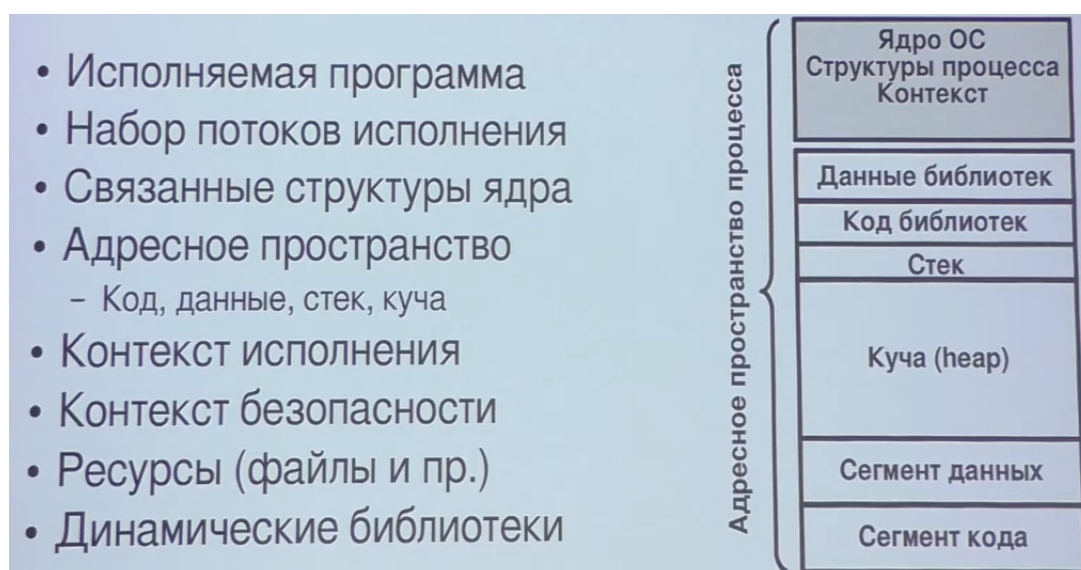 • Исполняемая программа
• Набор потоков исполнения
• Связанные структуры ядра
• Адресное пространство
– Код, данные, стек, куча
• Контекст исполнения
• Контекст безопасности
• Ресурсы (файлы и пр.)
• Динамические библиотеки
Адресное пространство процесса
Ядро ОС
Структуры процесса
Контекст
Данные библиотек
Код библиотек
Стек
Куча (heap)
Сегмент данных
Сегмент кода